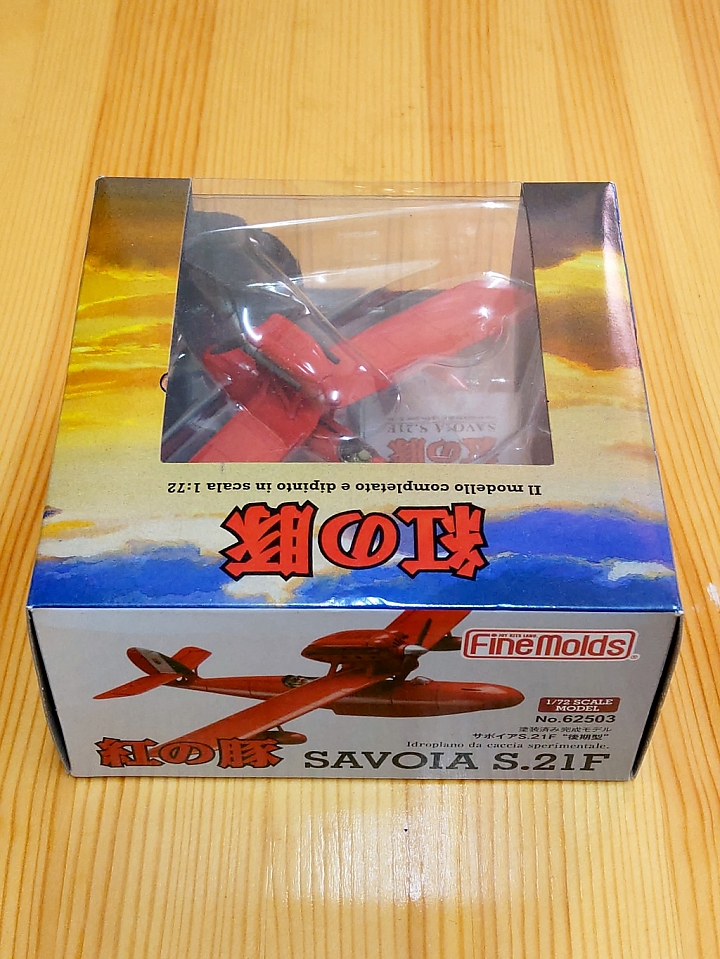 紅の豚
SAVOIA S.21F
Il modello completato e dipinto in scala 1:72
紅の豚
FineMolds
1/72 SCALE
MODEL
No.62503
塗装済み完成モデル
サボイアS.21F "後期型"
Idroplano da caccia sperimentale.
紅の豚 SAVOIA S.21F